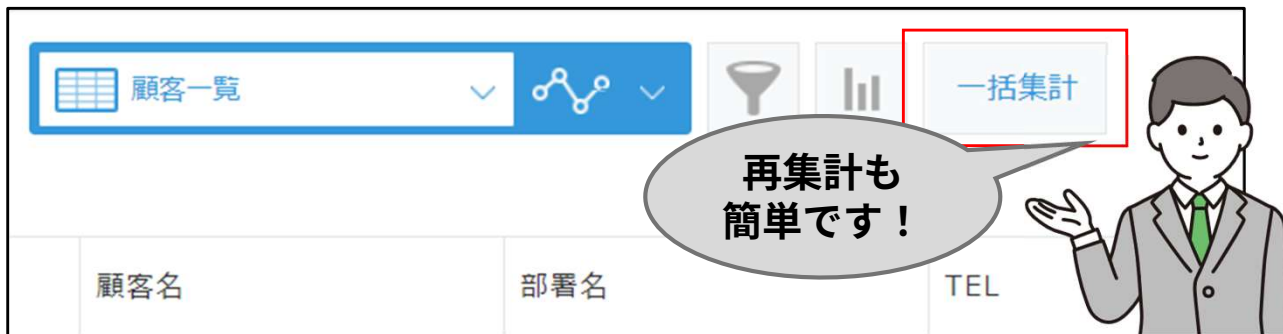 顧客一覧
一括集計
再集計も
簡単です！
顧客名
部署名
TEL